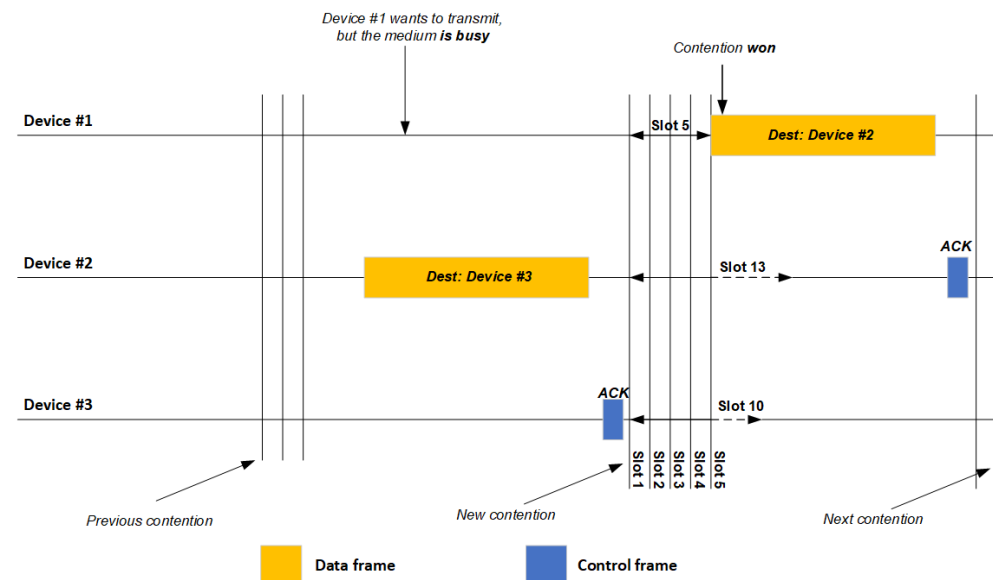 Device #1 wants to transmit,
but the medium is busy
Contention won
Device #1
Slot 5
Dest: Device #2
ACK
Device #2
Dest: Device #3
Slot 13
ACK
Device #3
Slot 10
Slot 1
Slot 2
Slot 3
Slot 4
Slot 5
Previous contention
New contention
Next contention
Data frame
Control frame